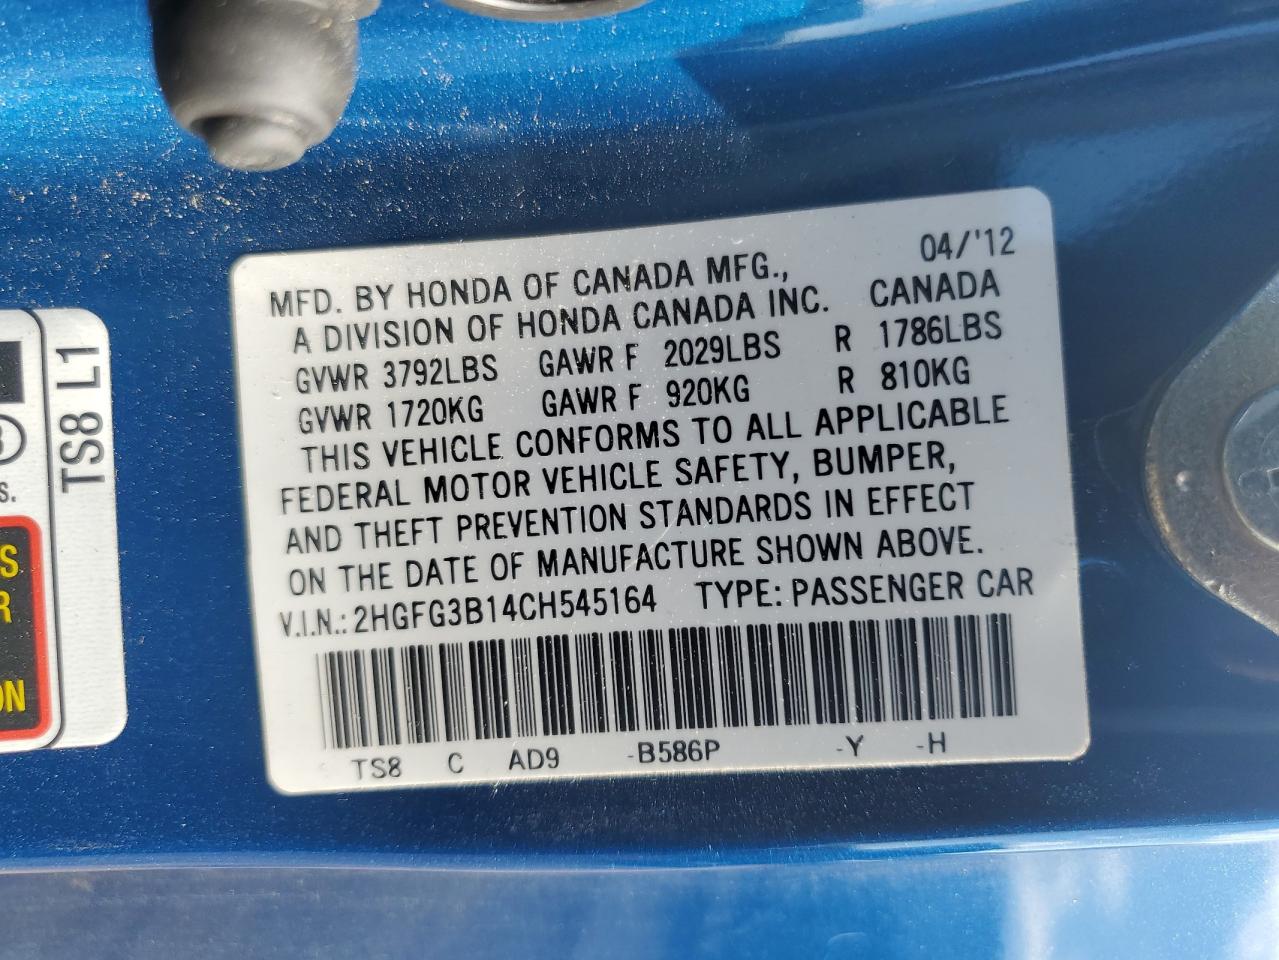 04/'12
MFD. BY HONDA OF CANADA MFG.,
A DIVISION OF HONDA CANADA INC. CANADA
GVWR 3792LBS GAWR F 2029LBS R 1786LBS
GVWR 1720KG GAWR F 920KG R 810KG
THIS VEHICLE CONFORMS TO ALL APPLICABLE
FEDERAL MOTOR VEHICLE SAFETY, BUMPER,
AND THEFT PREVENTION STANDARDS IN EFFECT
ON THE DATE OF MANUFACTURE SHOWN ABOVE.
V.I.N.: 2HGFG3B14CH545164 TYPE: PASSENGER CAR
TS8 C AD9 -B586P -Y -H
TS8 L1